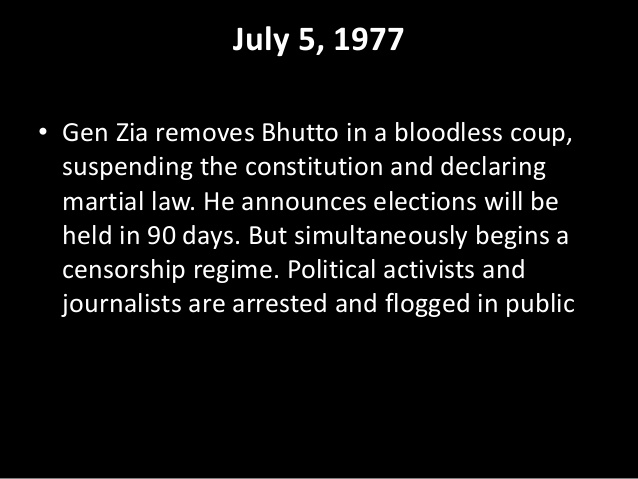 July 5, 1977
• Gen Zia removes Bhutto in a bloodless coup,
suspending the constitution and declaring
martial law. He announces elections will be
held in 90 days. But simultaneously begins a
censorship regime. Political activists and
journalists are arrested and flogged in public